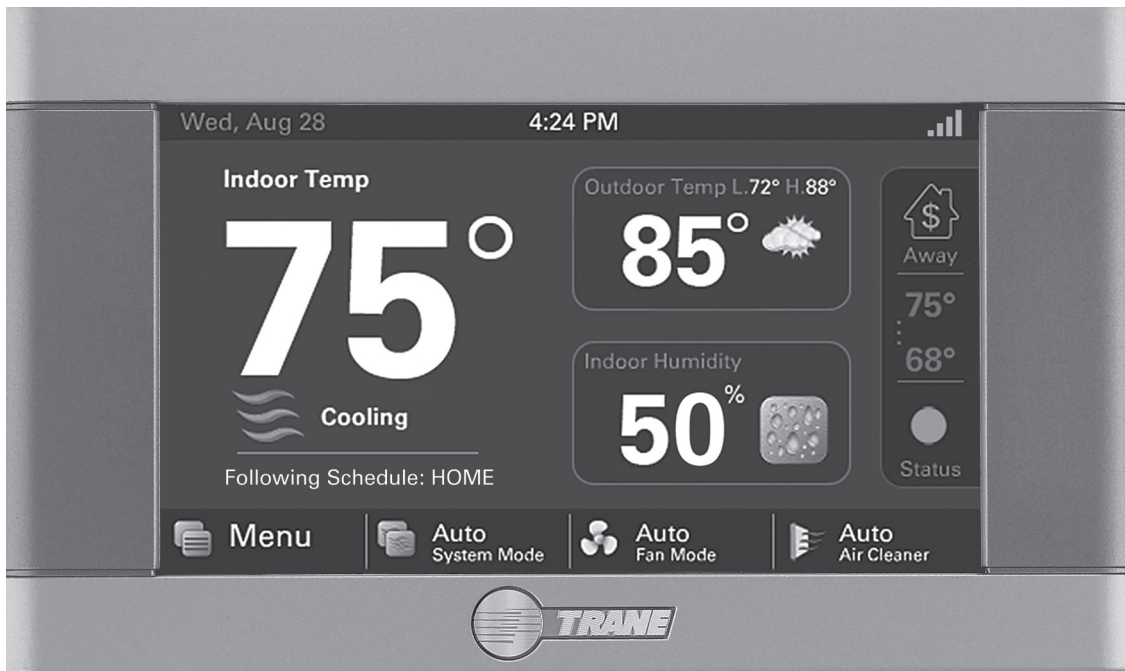 Wed, Aug 28
4:24 PM
Indoor Temp
75°
Cooling
Following Schedule: HOME
Outdoor Temp L.72° H.88°
85°
Indoor Humidity
50%
$
Away
75°
68°
Status
Menu
Auto
System Mode
Auto
Fan Mode
Auto
Air Cleaner
TRANE